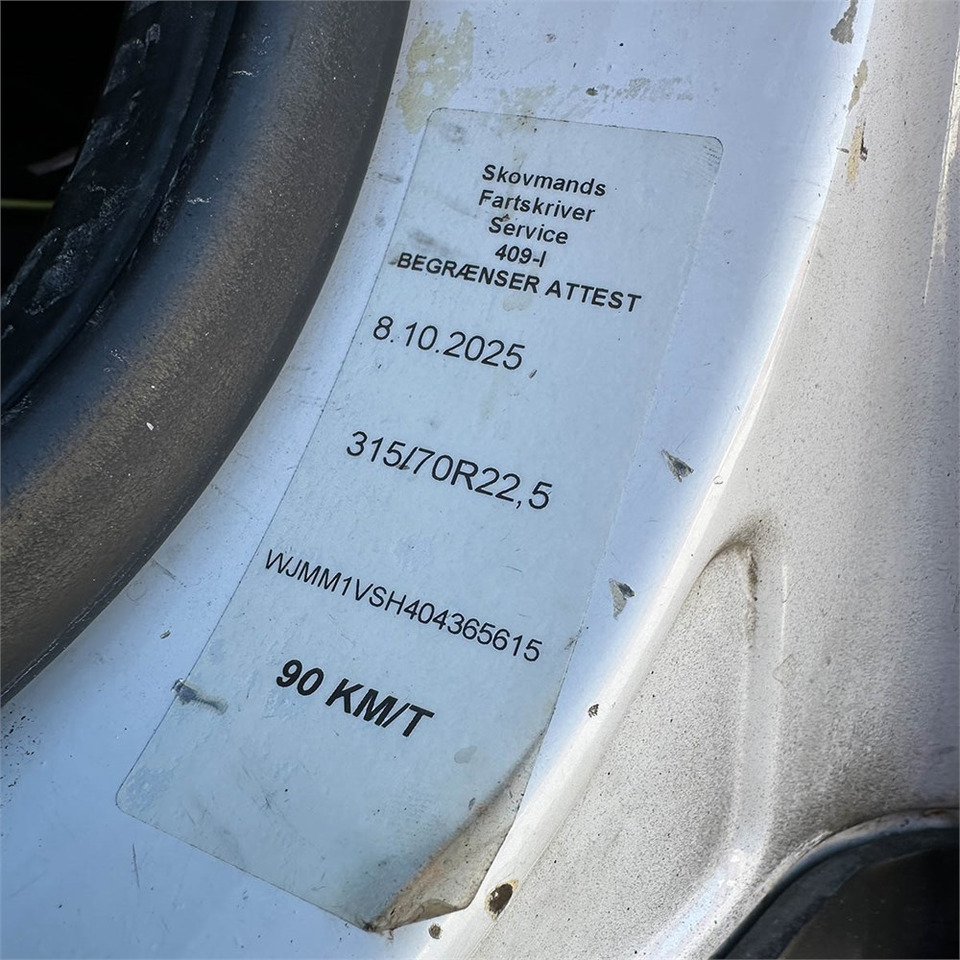 Skovmands
Fartskriver
Service
409-I
BEGRÆNSER ATTEST
8.10.2025
315/70R22,5
WJMM1VSH404365615
90 KM/T